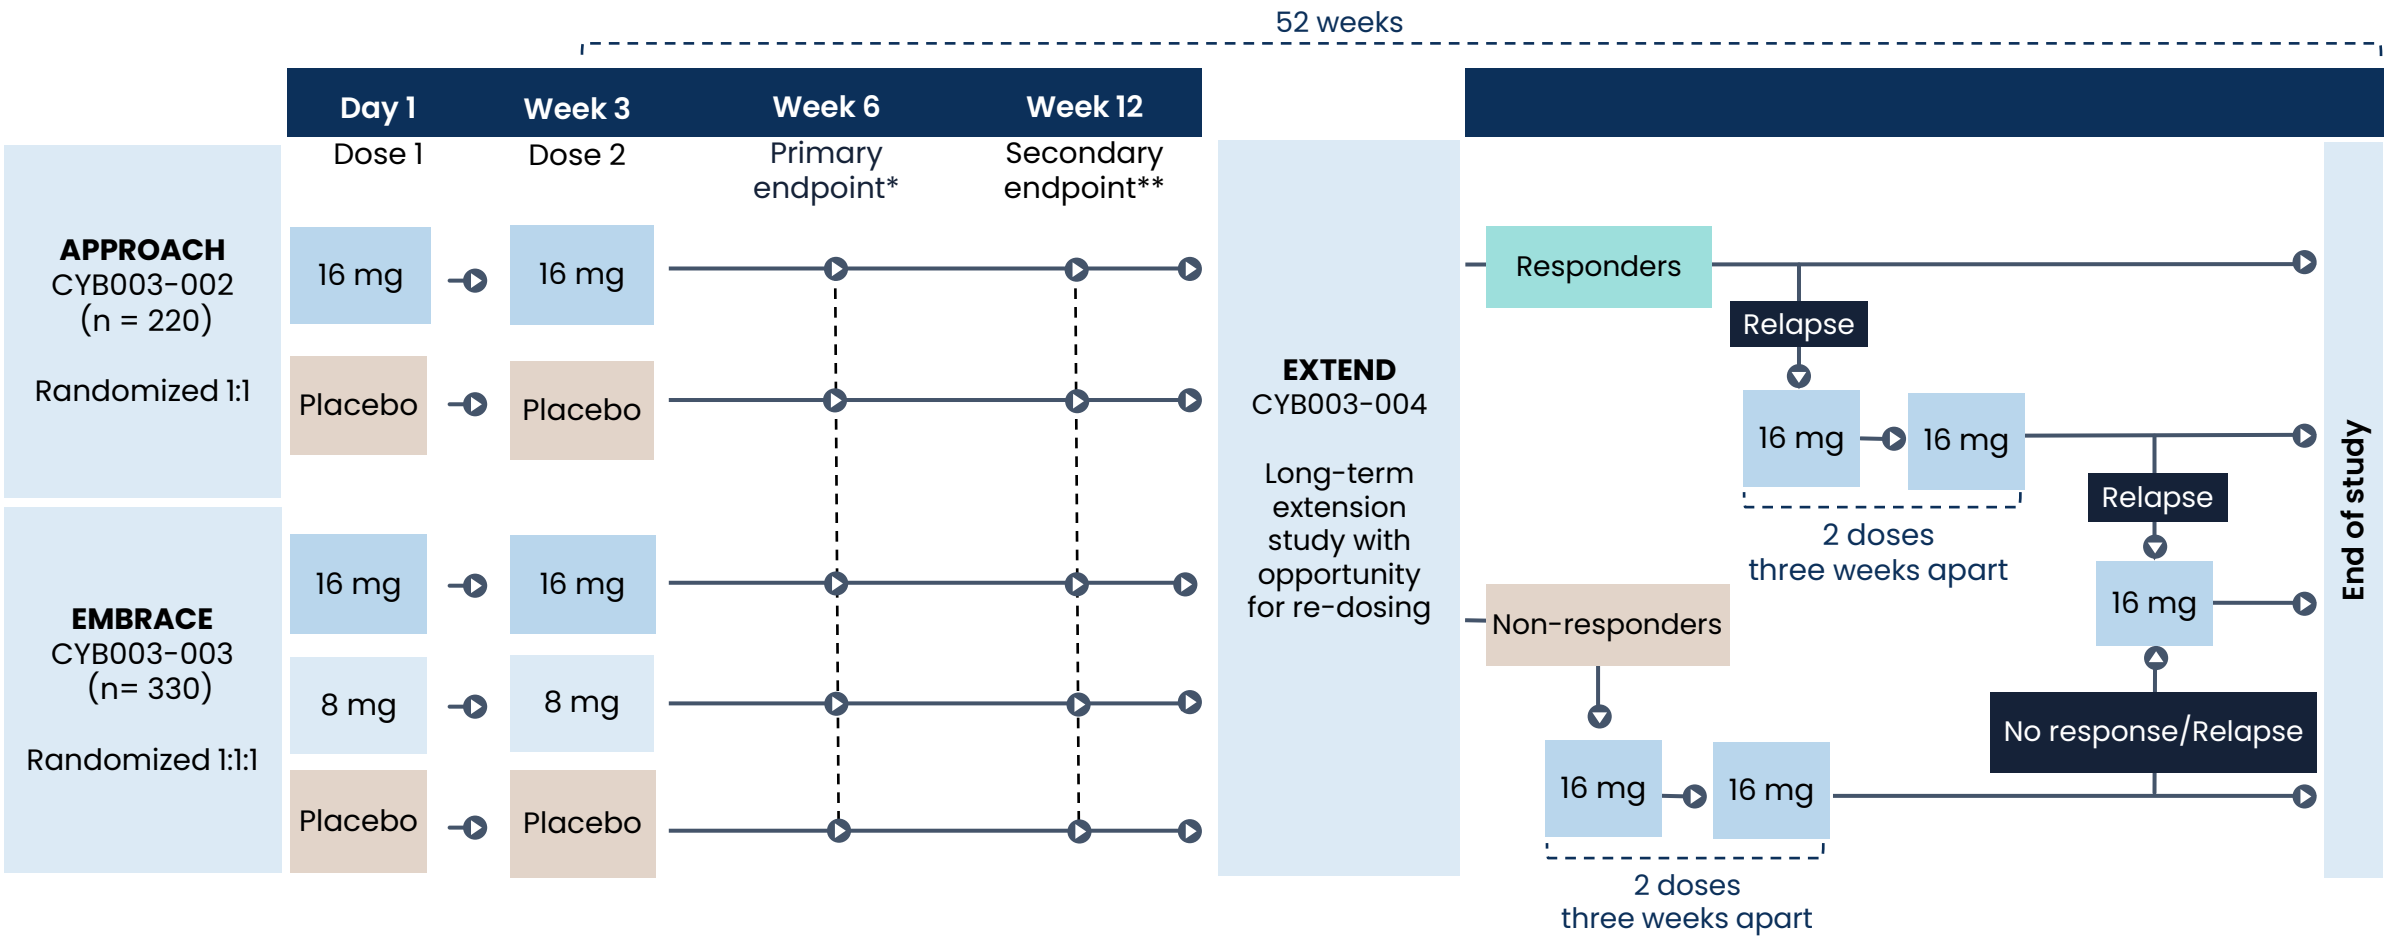 52 weeks
Day 1
Week 3
Week 6
Week 12
Dose 1
Dose 2
Primary
endpoint*
Secondary
endpoint**
APPROACH
CYB003-002
(n = 220)
Randomized 1:1
16 mg
16 mg
Placebo
Placebo
EMBRACE
CYB003-003
(n= 330)
Randomized 1:1:1
16 mg
16 mg
8 mg
8 mg
Placebo
Placebo
EXTEND
CYB003-004
Long-term
extension
study with
opportunity
for re-dosing
Responders
Relapse
16 mg
16 mg
2 doses
three weeks apart
Relapse
16 mg
Non-responders
No response/Relapse
16 mg
16 mg
2 doses
three weeks apart
End of study